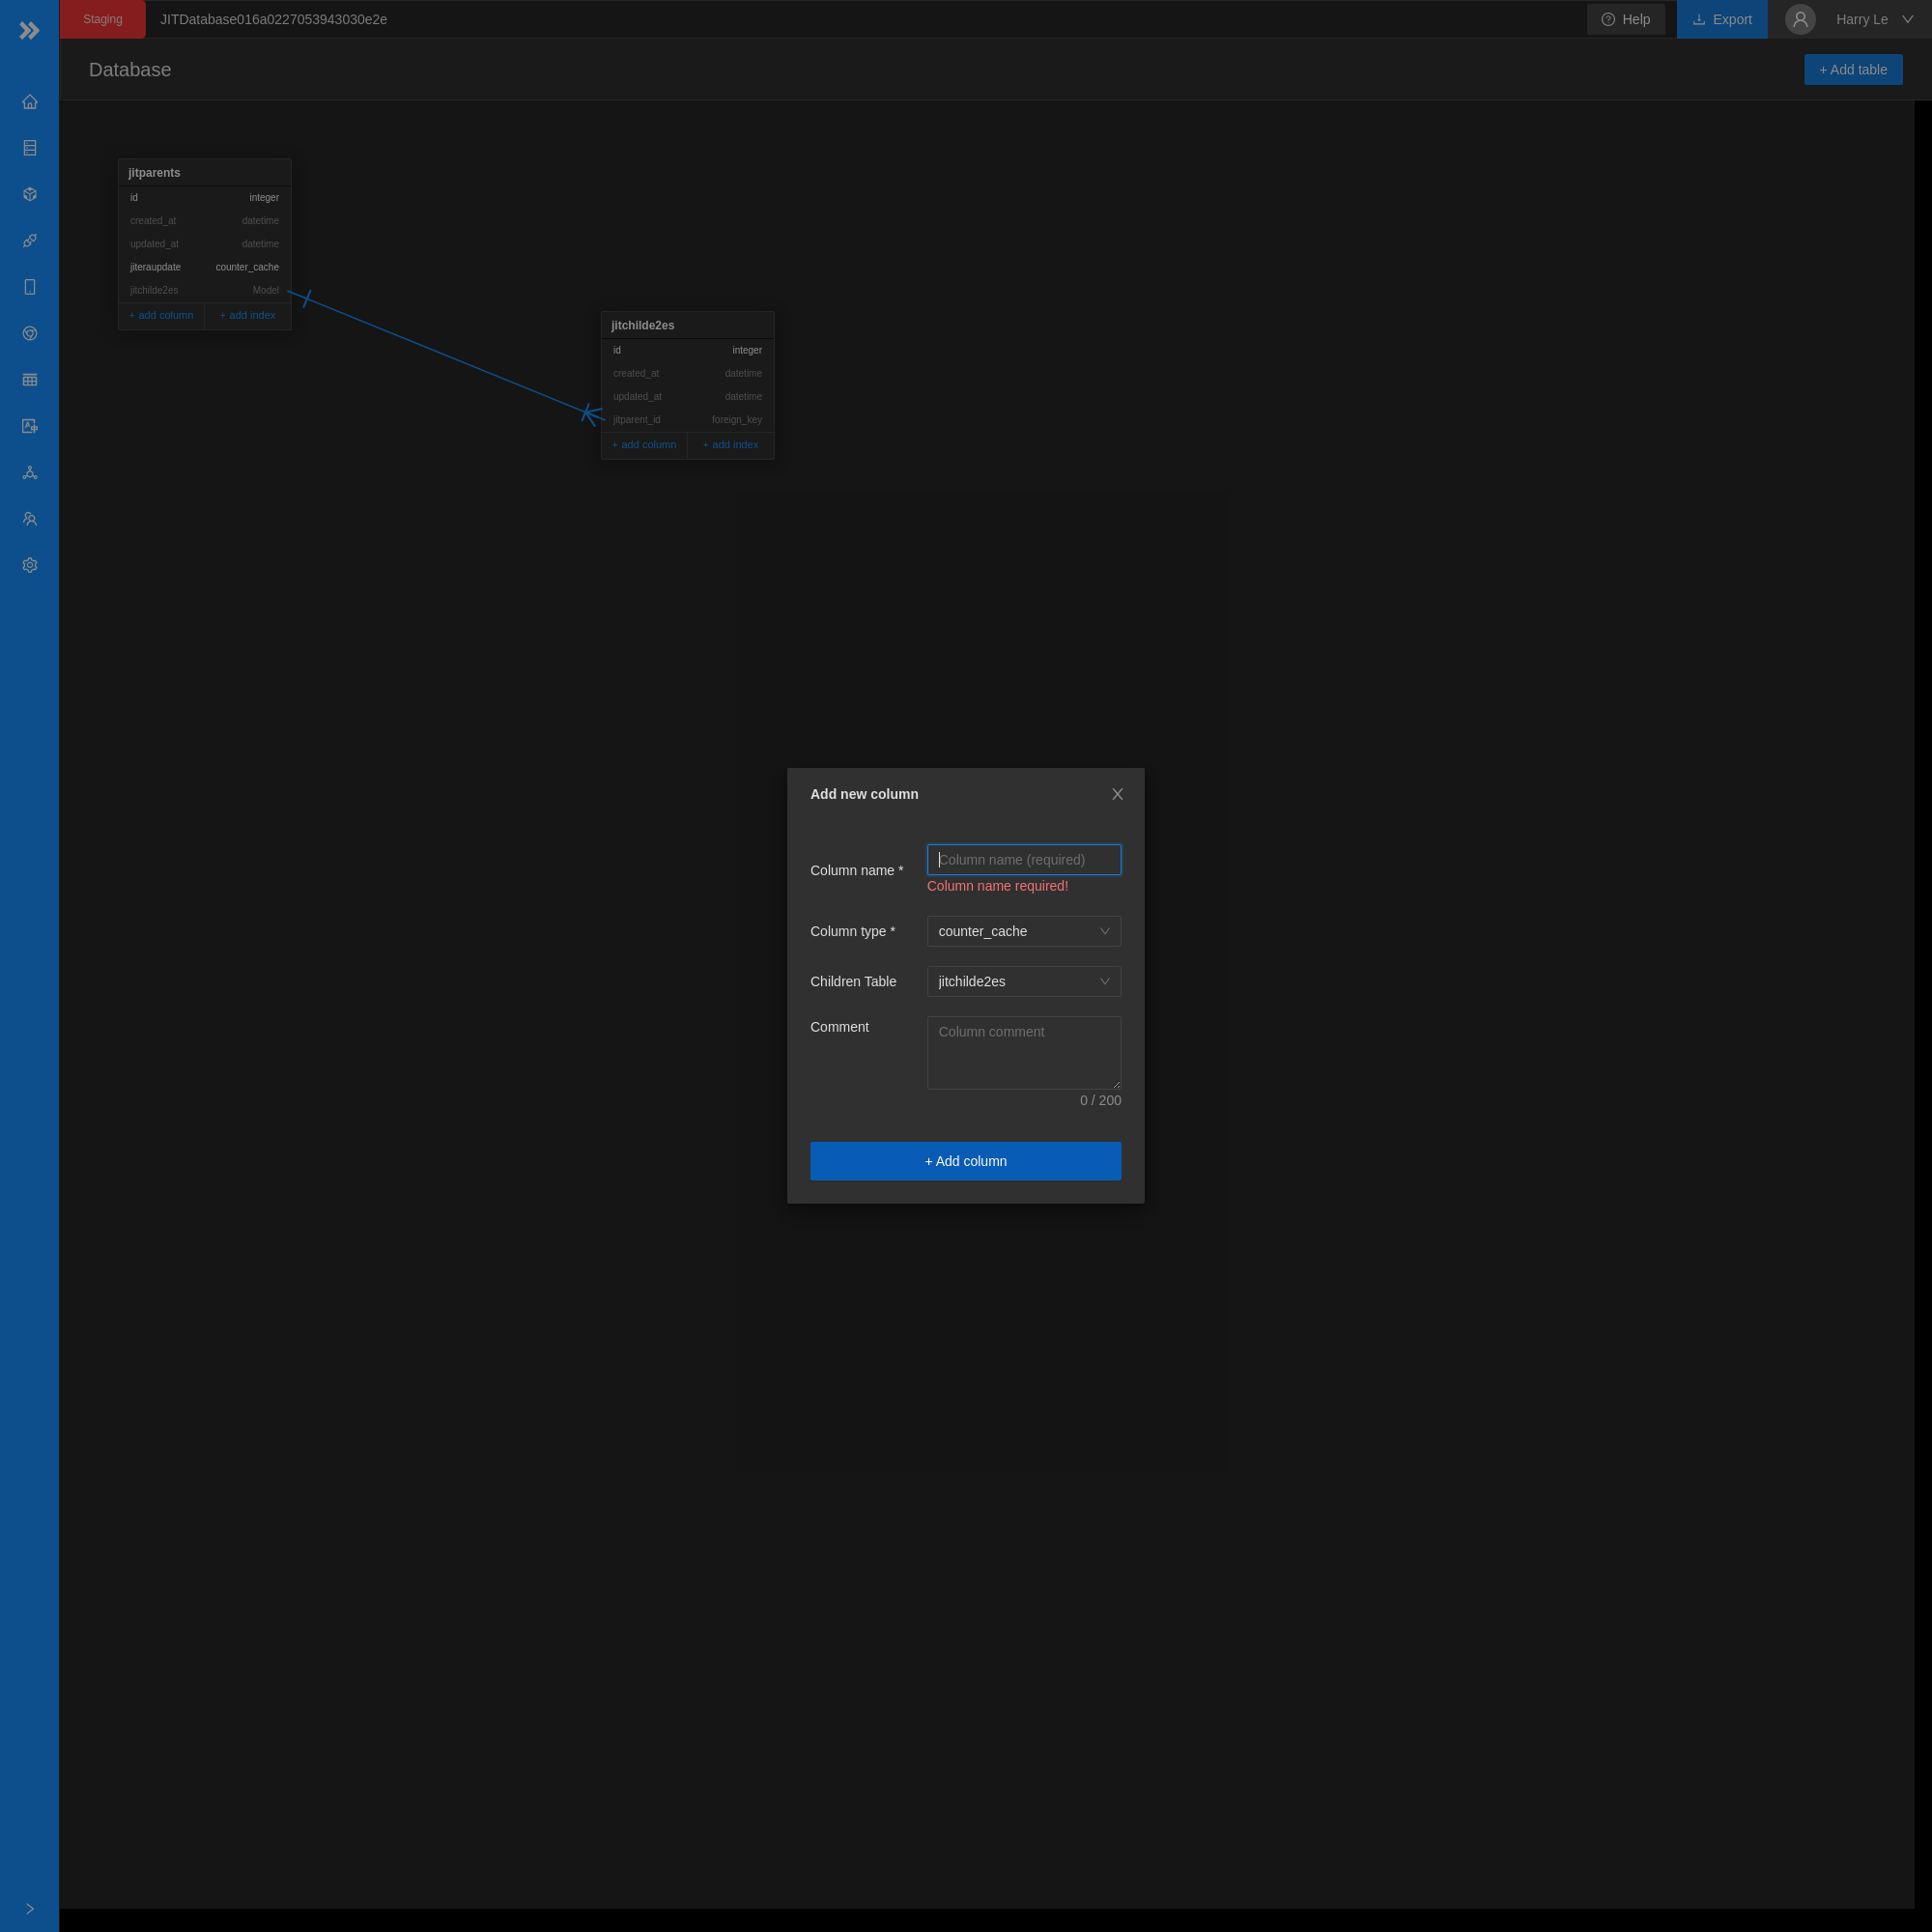 Staging
JITDatabase016a0227053943030e2e
Help
Export
Harry Le
Database
+ Add table
jitparents
id integer
created_at datetime
updated_at datetime
jiteraupdate counter_cache
jitchilde2es Model
+ add column + add index
jitchilde2es
id integer
created_at datetime
updated_at datetime
jitparent_id foreign_key
+ add column + add index
Add new column
Column name * Column name (required)
Column name required!
Column type * counter_cache
Children Table jitchilde2es
Comment Column comment
0 / 200
+ Add column